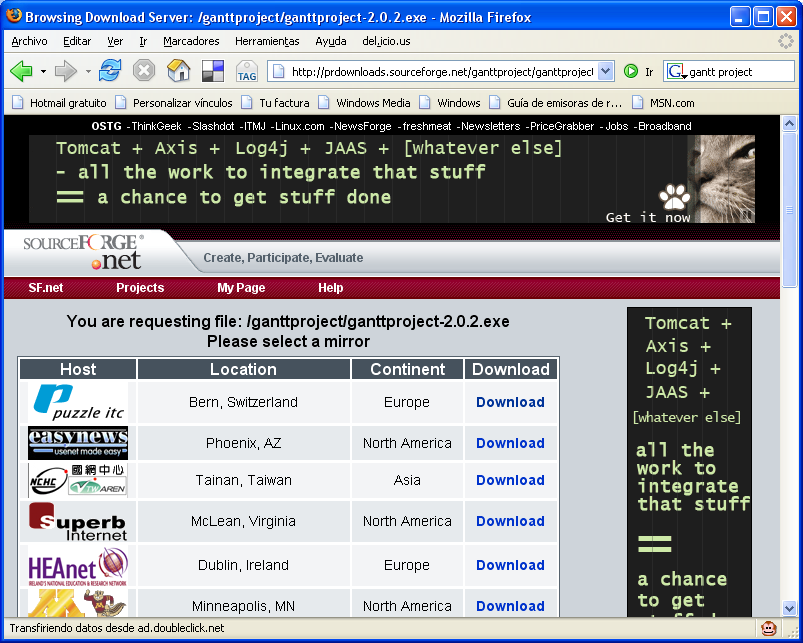 Browsing Download Server: /ganttproject/ganttproject-2.0.2.exe - Mozilla Firefox
Archivo Editar Ver Ir Marcadores Herramientas Ayuda del.icio.us
TAG http://prdownloads.sourceforge.net/ganttproject/ganttproject Ir G gantt project
Hotmail gratuito Personalizar vínculos Tu factura Windows Media Windows Guía de emisoras de r... MSN.com
OSTG - ThinkGeek - Slashdot - ITMJ - Linux.com - NewsForge - freshmeat - Newsletters - PriceGrabber - Jobs - Broadband
Tomcat + Axis + Log4j + JAAS + [whatever else]
- all the work to integrate that stuff
== a chance to get stuff done
Get it now
SOURCEFORGE®
.net
Create, Participate, Evaluate
SF.net Projects My Page Help
You are requesting file: /ganttproject/ganttproject-2.0.2.exe
Please select a mirror
Host Location Continent Download
puzzle itc Bern, Switzerland Europe Download
easynews usenet made easy Phoenix, AZ North America Download
NCHC 國網中心 TWAREN Tainan, Taiwan Asia Download
Superb Internet McLean, Virginia North America Download
HEAnet IRELAND'S NATIONAL EDUCATION & RESEARCH NETWORK Dublin, Ireland Europe Download
Minneapolis, MN North America Download
Tomcat +
Axis +
Log4j +
JAAS +
[whatever else]
all the
work to
integrate
that stuff
==
a chance
to get
Transfiriendo datos desde ad.doubleclick.net